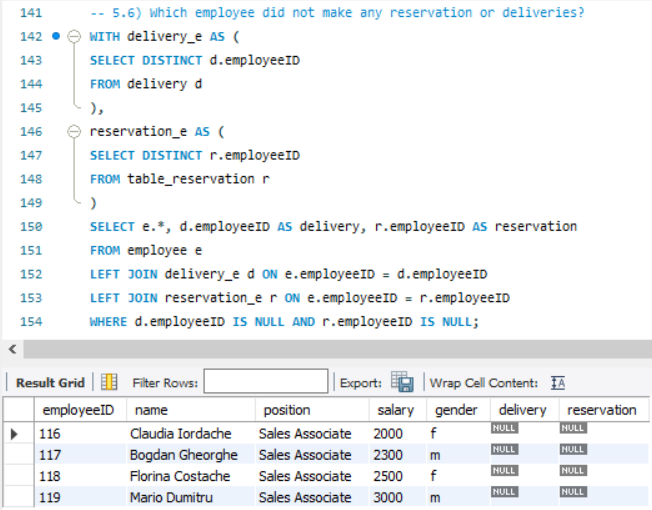 141 -- 5.6) Which employee did not make any reservation or deliveries?
142 WITH delivery_e AS (
143 SELECT DISTINCT d.employeeID
144 FROM delivery d
145 ),
146 reservation_e AS (
147 SELECT DISTINCT r.employeeID
148 FROM table_reservation r
149 )
150 SELECT e.*, d.employeeID AS delivery, r.employeeID AS reservation
151 FROM employee e
152 LEFT JOIN delivery_e d ON e.employeeID = d.employeeID
153 LEFT JOIN reservation_e r ON e.employeeID = r.employeeID
154 WHERE d.employeeID IS NULL AND r.employeeID IS NULL;
Result Grid Filter Rows: Export: Wrap Cell Content: IA
employeeID name position salary gender delivery reservation
116 Claudia Iordache Sales Associate 2000 f NULL NULL
117 Bogdan Gheorghe Sales Associate 2300 m NULL NULL
118 Florina Costache Sales Associate 2500 f NULL NULL
119 Mario Dumitru Sales Associate 3000 m NULL NULL